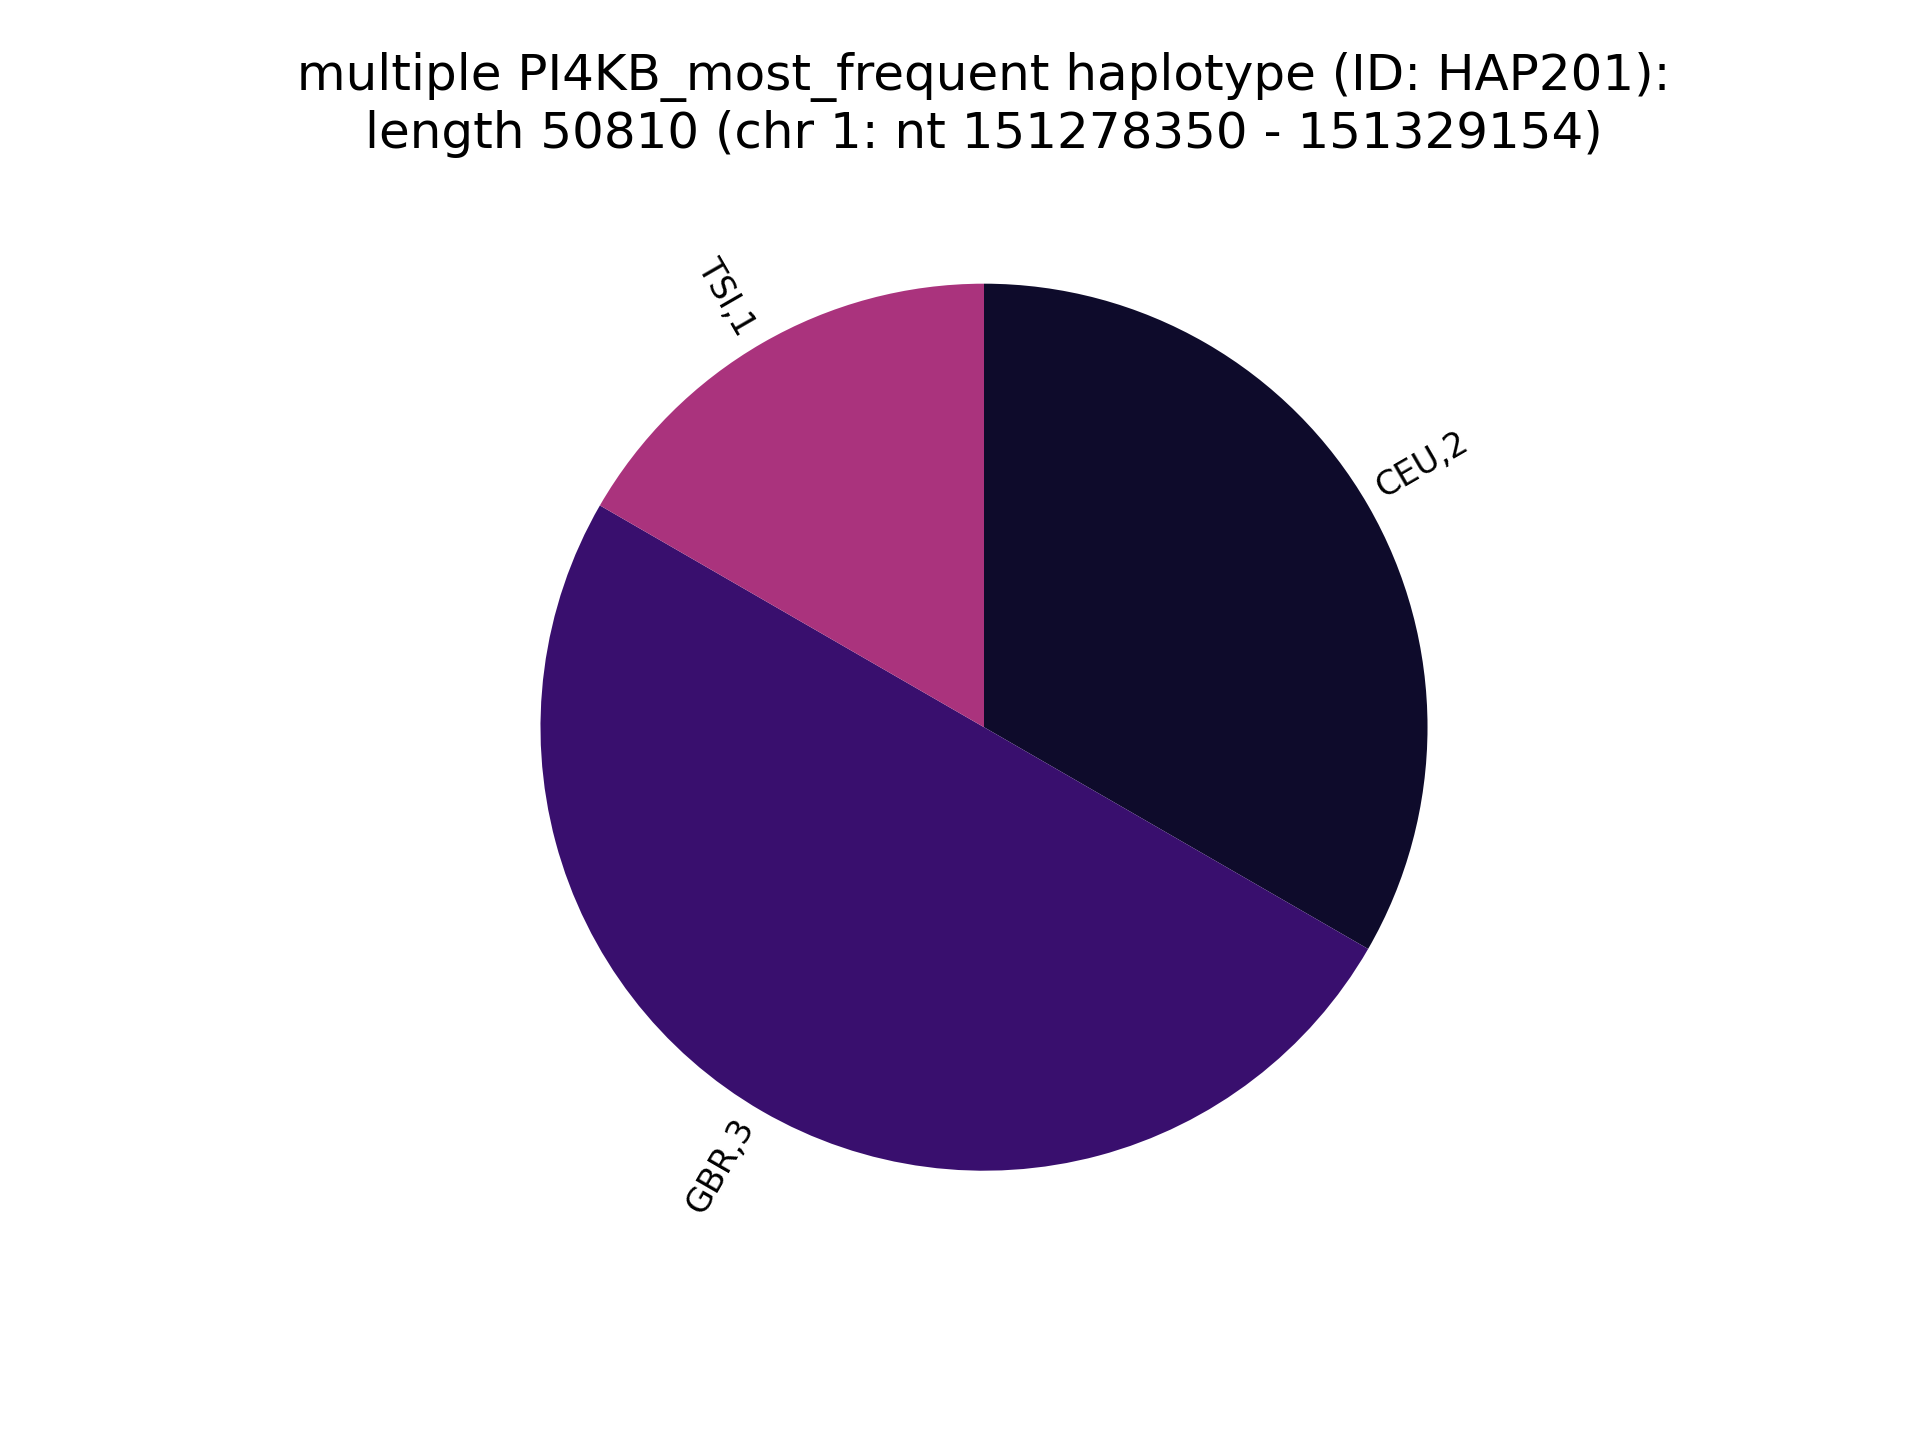 multiple PI4KB_most_frequent haplotype (ID: HAP201):
length 50810 (chr 1: nt 151278350 - 151329154)
TSI,1
CEU,2
GBR,3